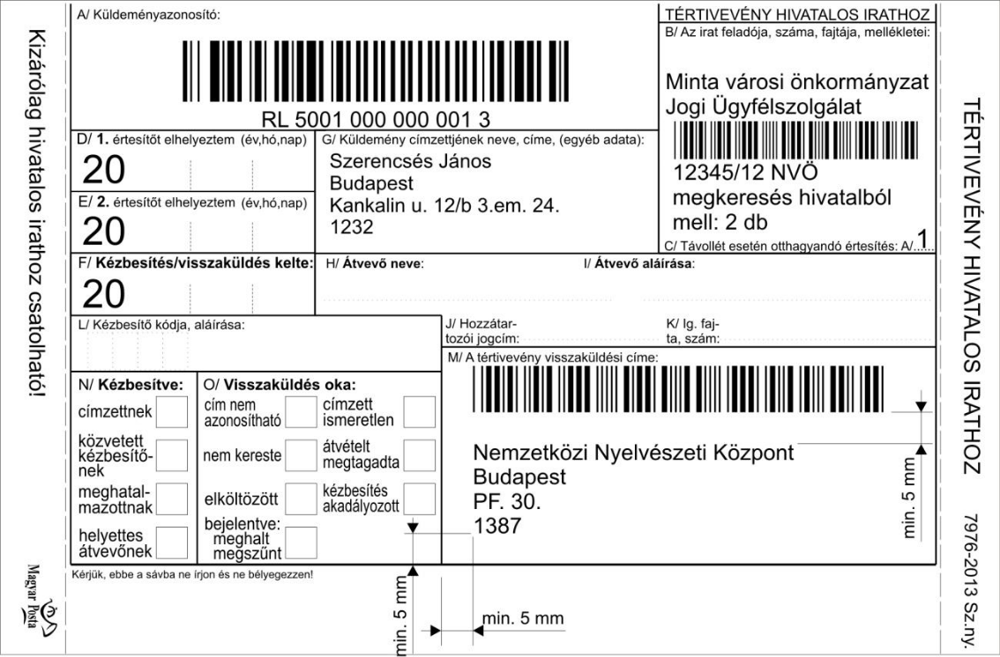 Kizárólag hivatalos irathoz csatolható!
Magyar Posta
A/ Küldeményazonosító:
RL 5001 000 000 001 3
TÉRTIVEVÉNY HIVATALOS IRATHOZ
B/ Az irat feladója, száma, fajtája, mellékletei:
Minta városi önkormányzat
Jogi Ügyfélszolgálat
12345/12 NVÖ
megkeresés hivatalból
mell: 2 db
C/ Távollét esetén otthagyandó értesítés: A/.1....
D/ 1. értesítőt elhelyeztem (év,hó,nap)
20
E/ 2. értesítőt elhelyeztem (év,hó,nap)
20
F/ Kézbesítés/visszaküldés kelte:
20
G/ Küldemény címzettjének neve, címe, (egyéb adata):
Szerencsés János
Budapest
Kankalin u. 12/b 3.em. 24.
1232
H/ Átvevő neve:
I/ Átvevő aláírása:
L/ Kézbesítő kódja, aláírása:
J/ Hozzátar-
tozói jogcím:
K/ Ig. faj-
ta, szám:
M/ A tértivevény visszaküldési címe:
Nemzetközi Nyelvészeti Központ
Budapest
PF. 30.
1387
N/ Kézbesítve:
címzettnek
közvetett
kézbesítő-
nek
meghatal-
mazottnak
helyettes
átvevőnek
O/ Visszaküldés oka:
cím nem
azonosítható
nem kereste
elköltözött
bejelentve:
meghalt
megszűnt
címzett
ismeretlen
átvételt
megtagadta
kézbesítés
akadályozott
Kérjük, ebbe a sávba ne írjon és ne bélyegezzen!
min. 5 mm
min. 5 mm
min. 5 mm
TÉRTIVEVÉNY HIVATALOS IRATHOZ
7976-2013 Sz.ny.